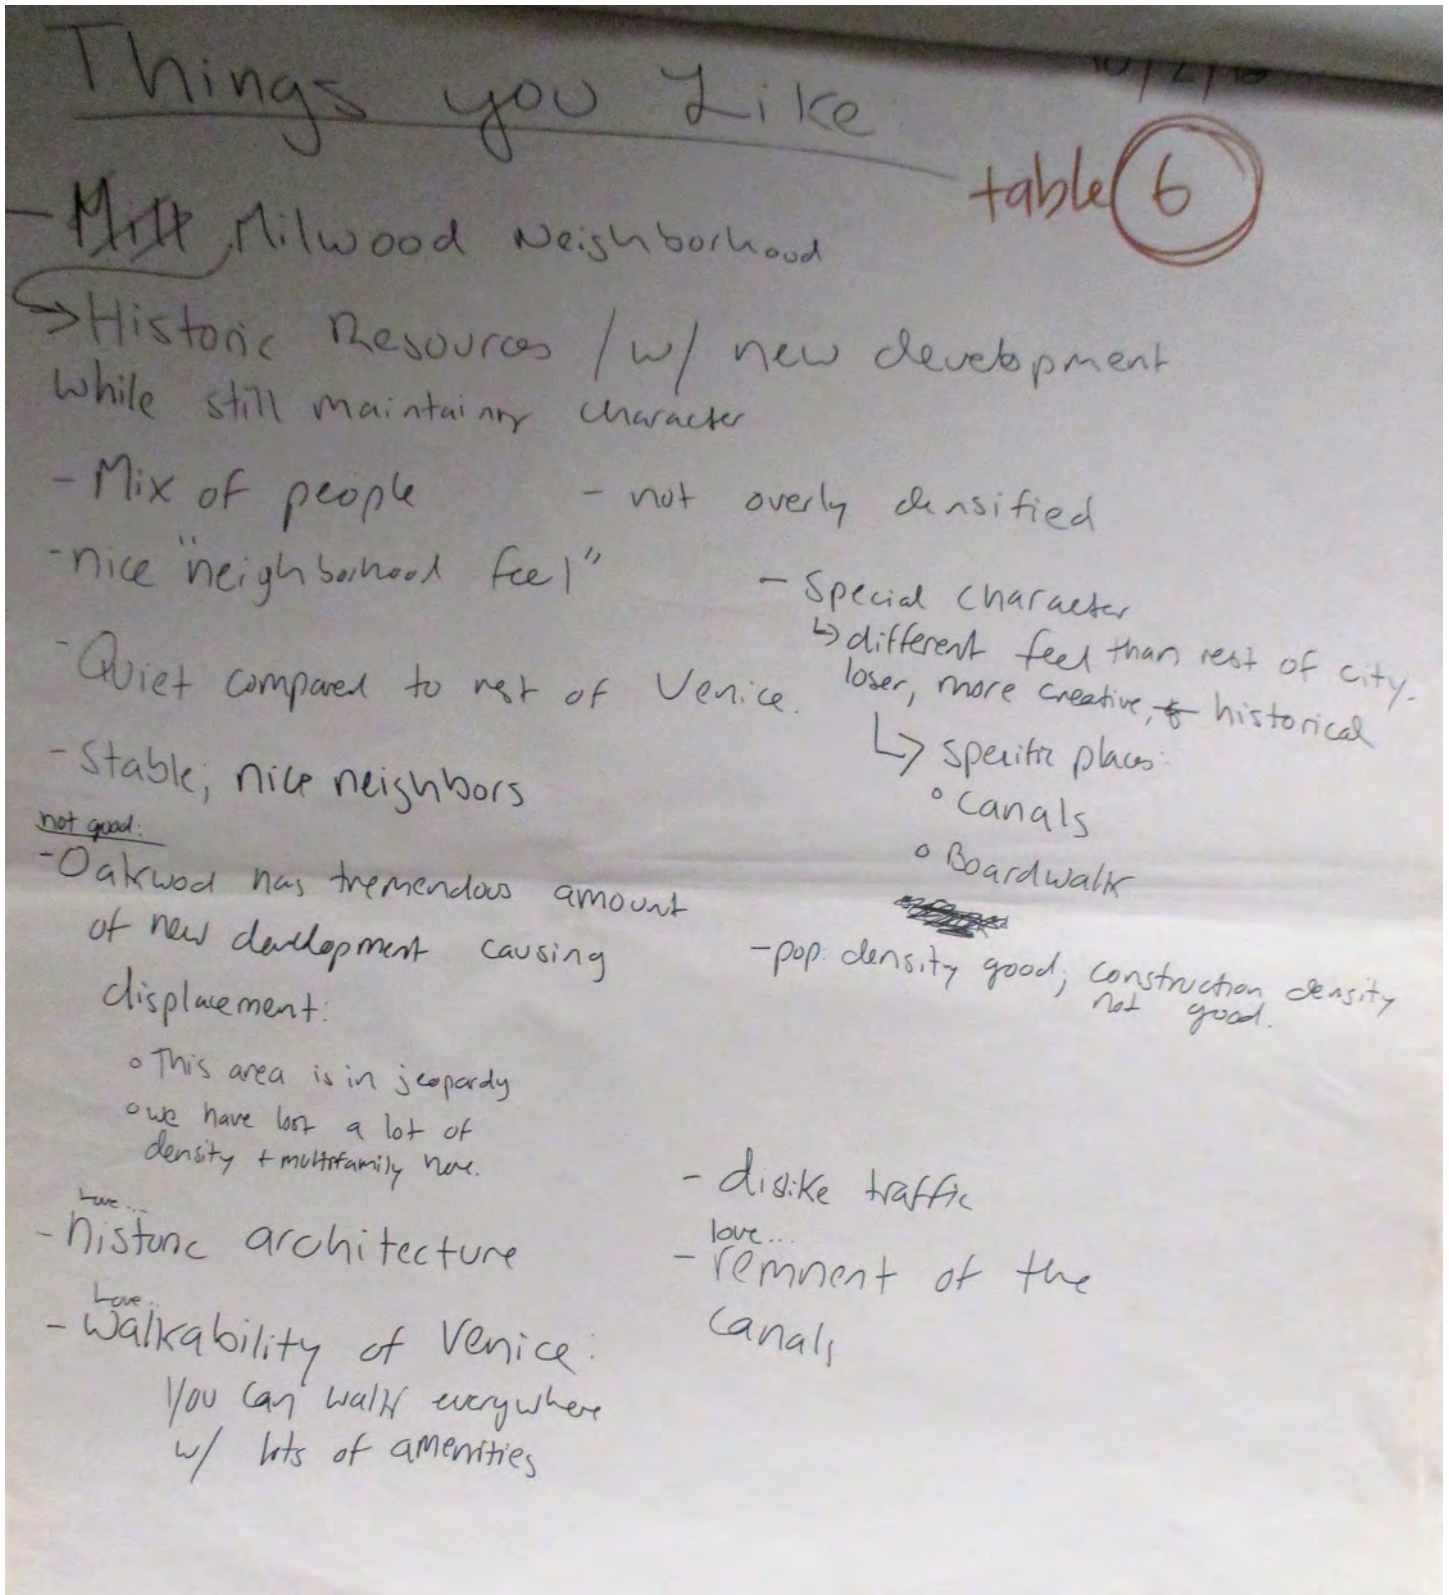 Things you Like
table 6
- Milwood Neighborhood
→ Historic Resources / w/ new development
while still maintaining character
- Mix of people
- not overly densified
- nice "neighborhood feel"
- Quiet compared to rest of Venice.
- Stable, nice neighbors
not good:
- Oakwod has tremendous amount
of new development causing
displacement:
° This area is in jeopardy
° we have lost a lot of
density + multifamily here.
Love...
- historic architecture
Love..
- Walkability of Venice:
You can walk everywhere
w/ lots of amenities
- Special character
↳ different feel than rest of city.
loser, more creative, historical
↳ specific places:
° Canals
° Boardwalk
- pop. density good; construction density
not good.
- dislike traffic
love...
- remnent of the
canals